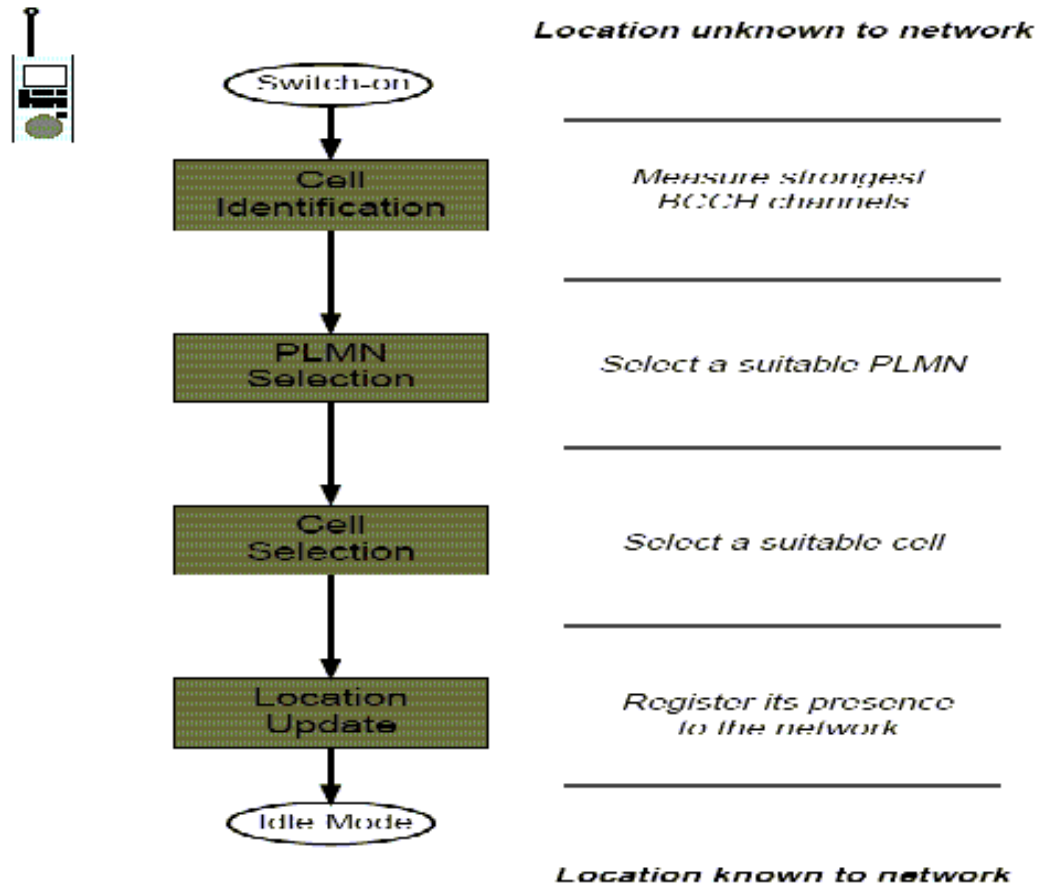 Location unknown to network
Switch-on
Cell
Identification
Measure strongest
BCCH channels
PLMN
Selection
Select a suitable PLMN
Cell
Selection
Select a suitable cell
Location
Update
Register its presence
to the network
Idle Mode
Location known to network